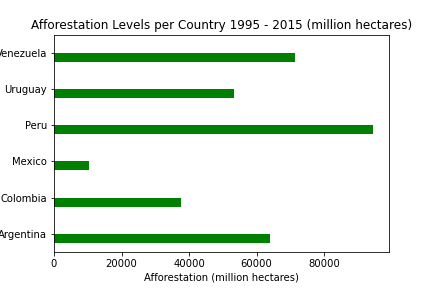 Afforestation Levels per Country 1995 - 2015 (million hectares)
Venezuela
Uruguay
Peru
Mexico
Colombia
Argentina
0 20000 40000 60000 80000
Afforestation (million hectares)